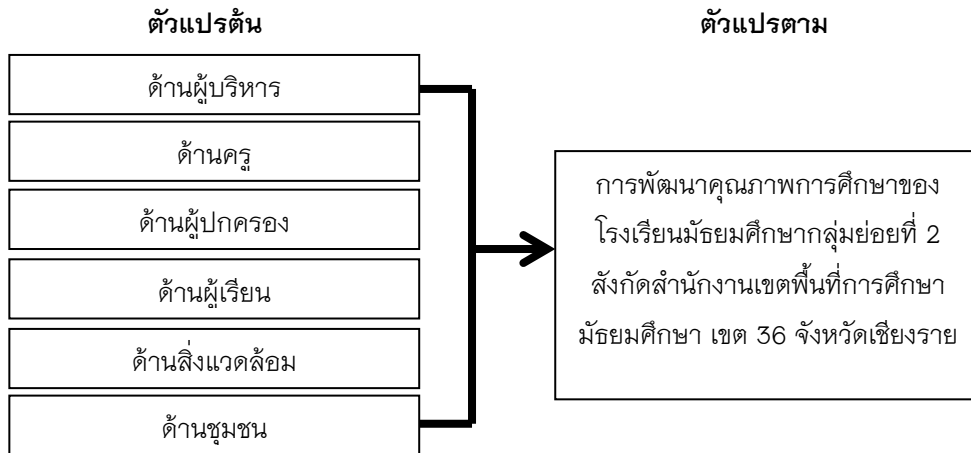 ตัวแปรต้น
ด้านผู้บริหาร
ด้านครู
ด้านผู้ปกครอง
ด้านผู้เรียน
ด้านสิ่งแวดล้อม
ด้านชุมชน
ตัวแปรตาม
การพัฒนาคุณภาพการศึกษาของ
โรงเรียนมัธยมศึกษากลุ่มย่อยที่ 2
สังกัดสำนักงานเขตพื้นที่การศึกษา
มัธยมศึกษา เขต 36 จังหวัดเชียงราย